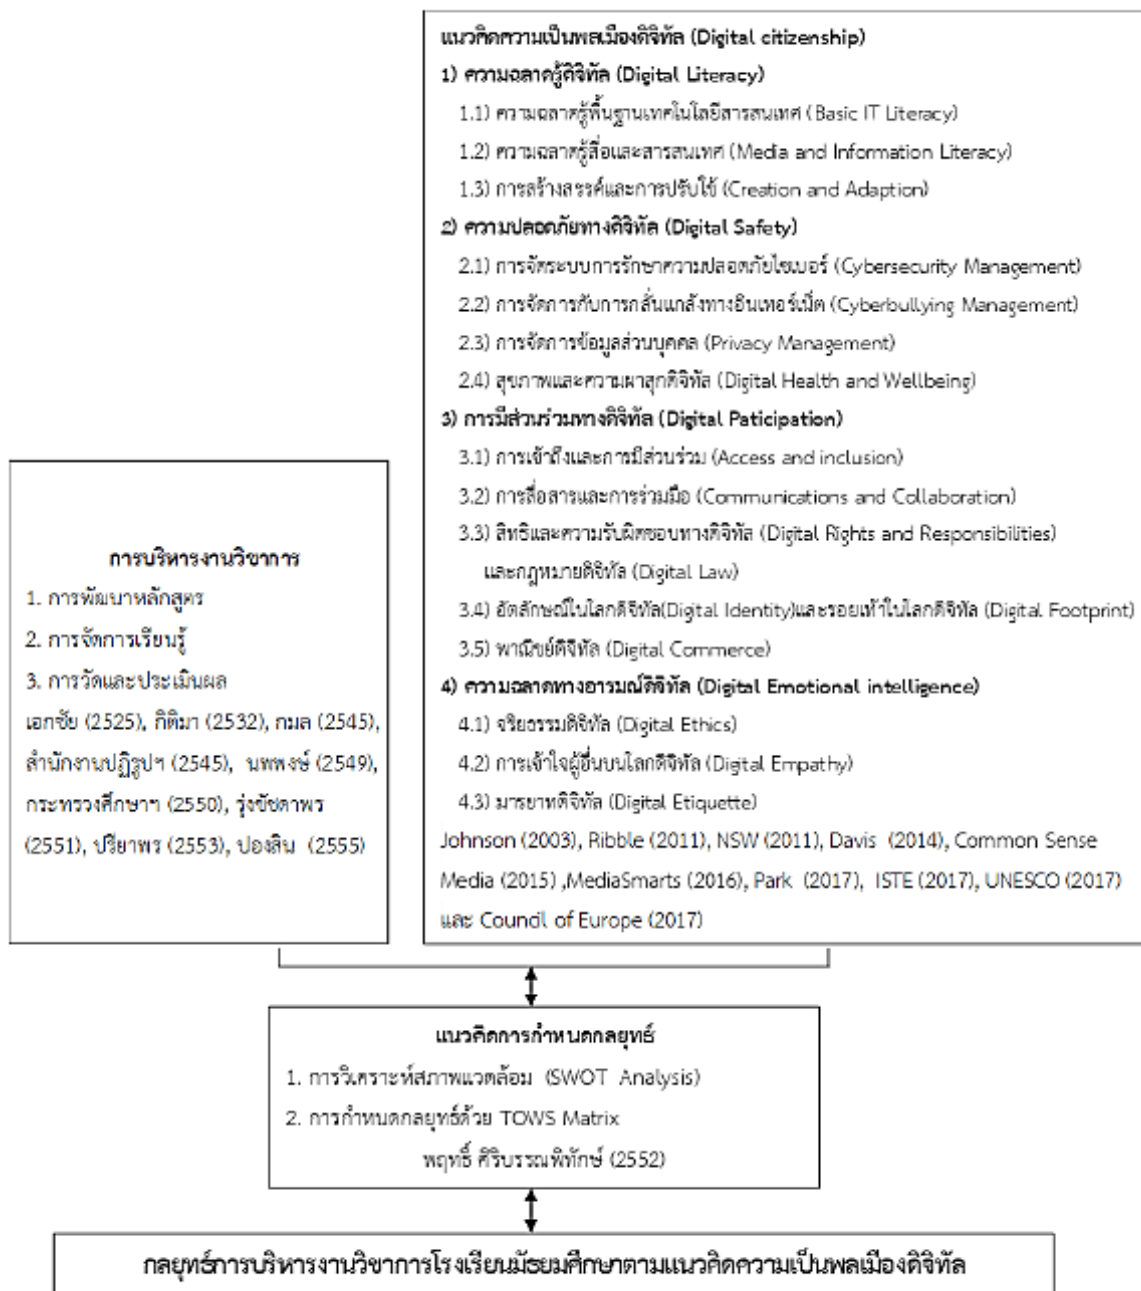 แนวคิดความเป็นพลเมืองดิจิทัล (Digital citizenship)
1) ความฉลาดรู้ดิจิทัล (Digital Literacy)
1.1) ความฉลาดรู้พื้นฐานเทคโนโลยีสารสนเทศ (Basic IT Literacy)
1.2) ความฉลาดรู้สื่อและสารสนเทศ (Media and Information Literacy)
1.3) การสร้างสรรค์และการปรับใช้ (Creation and Adaption)
2) ความปลอดภัยทางดิจิทัล (Digital Safety)
2.1) การจัดระบบการรักษาความปลอดภัยไซเบอร์ (Cybersecurity Management)
2.2) การจัดการกับการกลั่นแกล้งทางอินเทอร์เน็ต (Cyberbullying Management)
2.3) การจัดการข้อมูลส่วนบุคคล (Privacy Management)
2.4) สุขภาพและความผาสุกดิจิทัล (Digital Health and Wellbeing)
3) การมีส่วนร่วมทางดิจิทัล (Digital Paticipation)
3.1) การเข้าถึงและการมีส่วนร่วม (Access and inclusion)
3.2) การสื่อสารและการร่วมมือ (Communications and Collaboration)
3.3) สิทธิและความรับผิดชอบทางดิจิทัล (Digital Rights and Responsibilities)
และกฎหมายดิจิทัล (Digital Law)
3.4) อัตลักษณ์ในโลกดิจิทัล(Digital Identity)และรอยเท้าในโลกดิจิทัล (Digital Footprint)
3.5) พาณิชย์ดิจิทัล (Digital Commerce)
4) ความฉลาดทางอารมณ์ดิจิทัล (Digital Emotional intelligence)
4.1) จริยธรรมดิจิทัล (Digital Ethics)
4.2) การเข้าใจผู้อื่นบนโลกดิจิทัล (Digital Empathy)
4.3) มารยาทดิจิทัล (Digital Etiquette)
Johnson (2003), Ribble (2011), NSW (2011), Davis (2014), Common Sense
Media (2015) ,MediaSmarts (2016), Park (2017), ISTE (2017), UNESCO (2017)
และ Council of Europe (2017)
การบริหารงานวิชาการ
1. การพัฒนาหลักสูตร
2. การจัดการเรียนรู้
3. การวัดและประเมินผล
เอกชัย (2525), กิติมา (2532), กมล (2545),
สำนักงานปฏิรูปฯ (2545), นพพงษ์ (2549),
กระทรวงศึกษาฯ (2550), รุ่งชัชดาพร
(2551), ปรียาพร (2553), ปองสิน (2555)
แนวคิดการกำหนดกลยุทธ์
1. การวิเคราะห์สภาพแวดล้อม (SWOT Analysis)
2. การกำหนดกลยุทธ์ด้วย TOWS Matrix
พฤทธิ์ ศิริบรรณพิทักษ์ (2552)
กลยุทธ์การบริหารงานวิชาการโรงเรียนมัธยมศึกษาตามแนวคิดความเป็นพลเมืองดิจิทัล